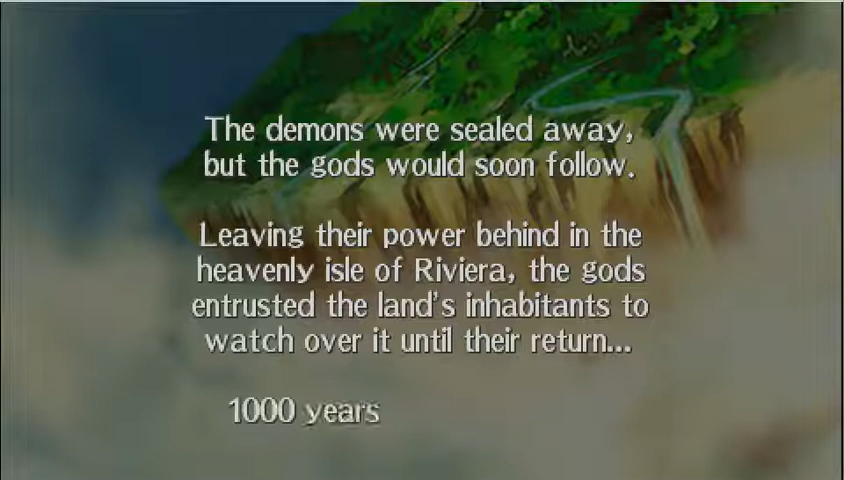 The demons were sealed away,
but the gods would soon follow.
Leaving their power behind in the
heavenly isle of Riviera, the gods
entrusted the land's inhabitants to
watch over it until their return...
1000 years